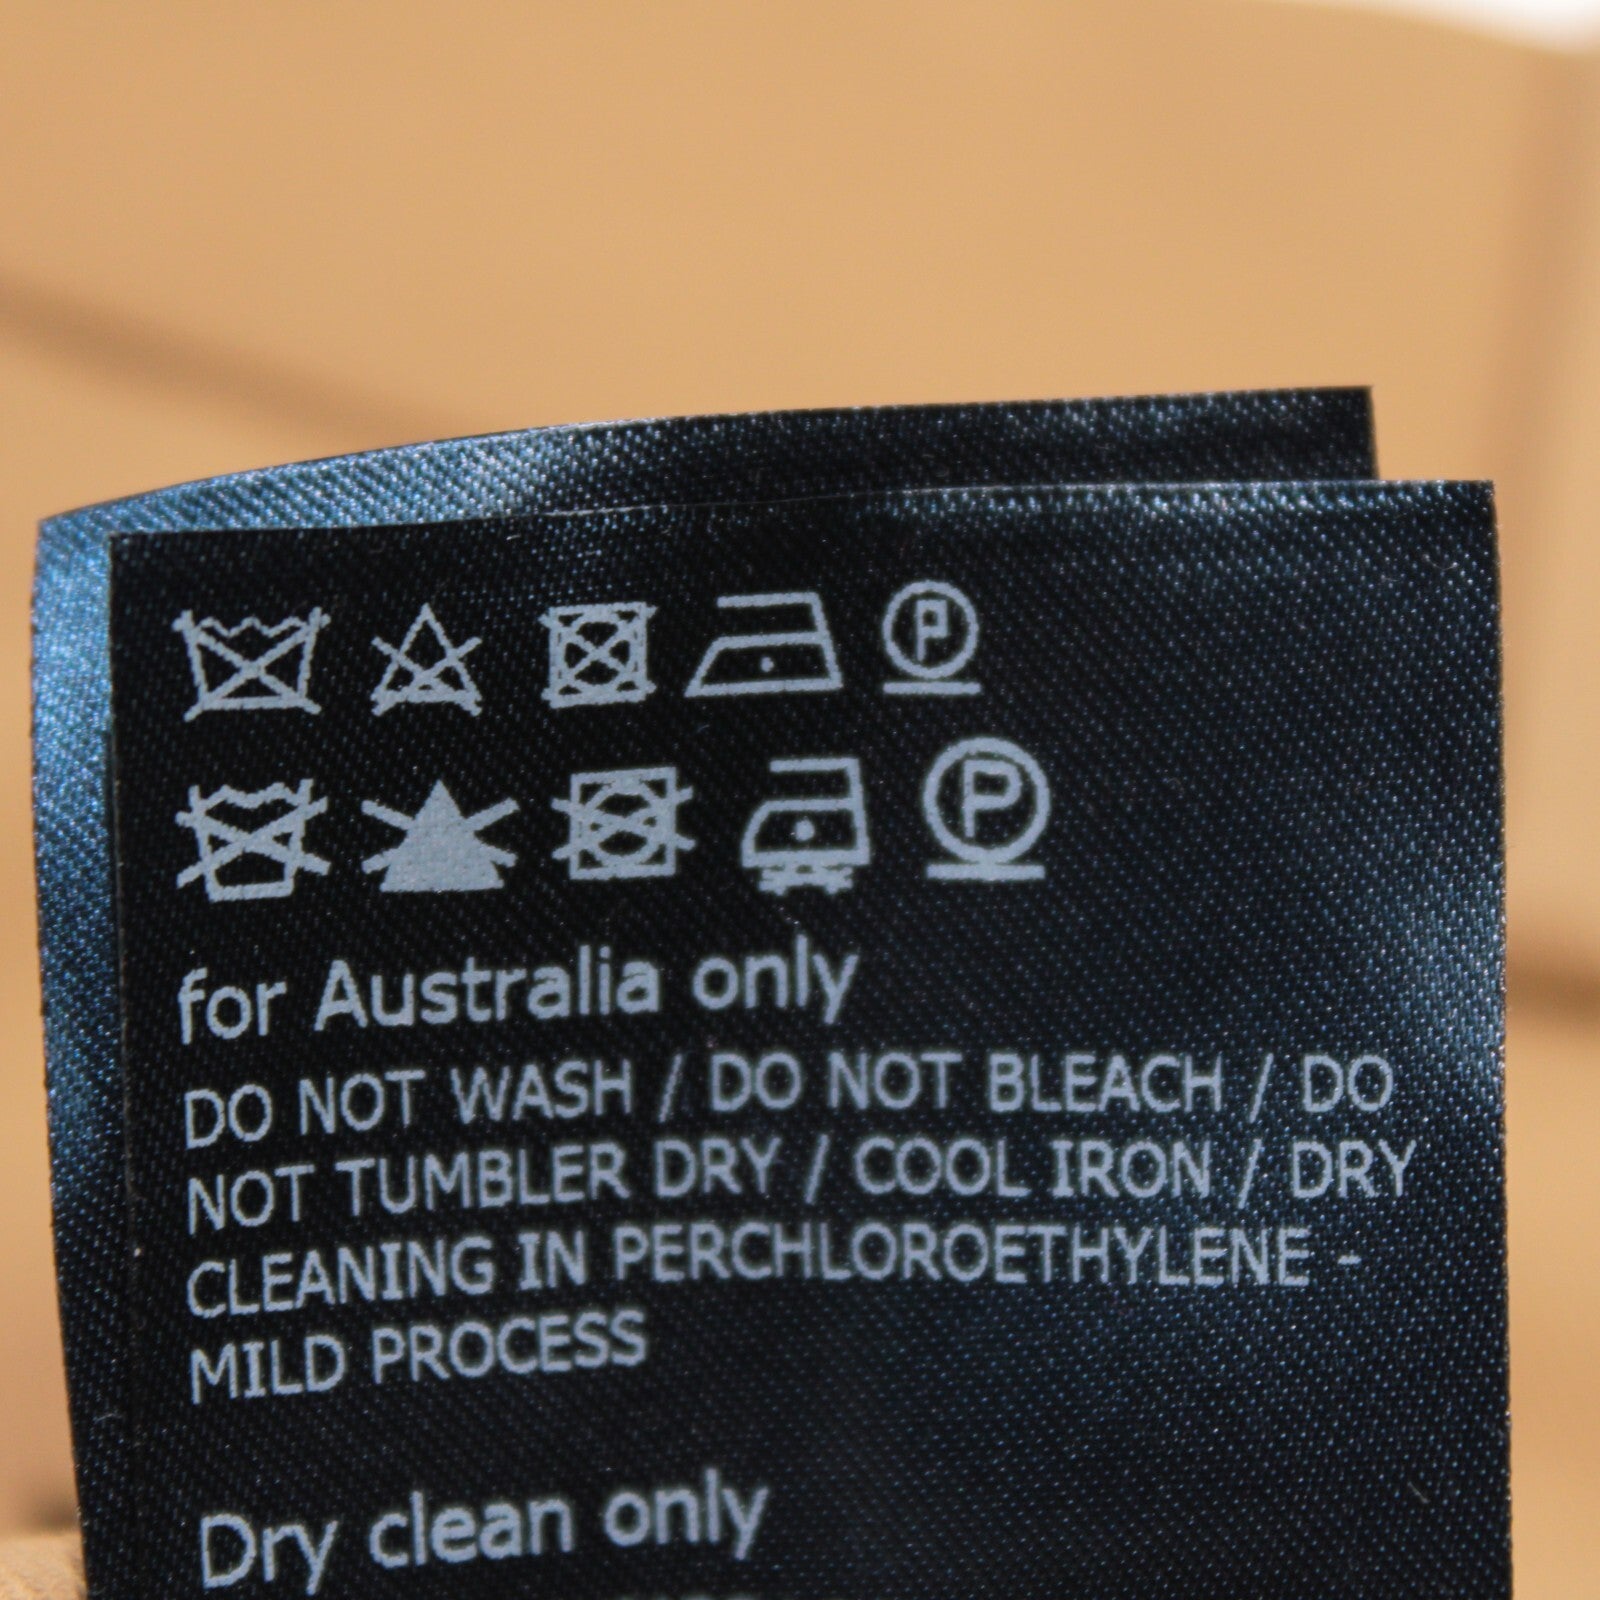 P
P
for Australia only
DO NOT WASH / DO NOT BLEACH / DO
NOT TUMBLER DRY / COOL IRON / DRY
CLEANING IN PERCHLOROETHYLENE -
MILD PROCESS
Dry clean only